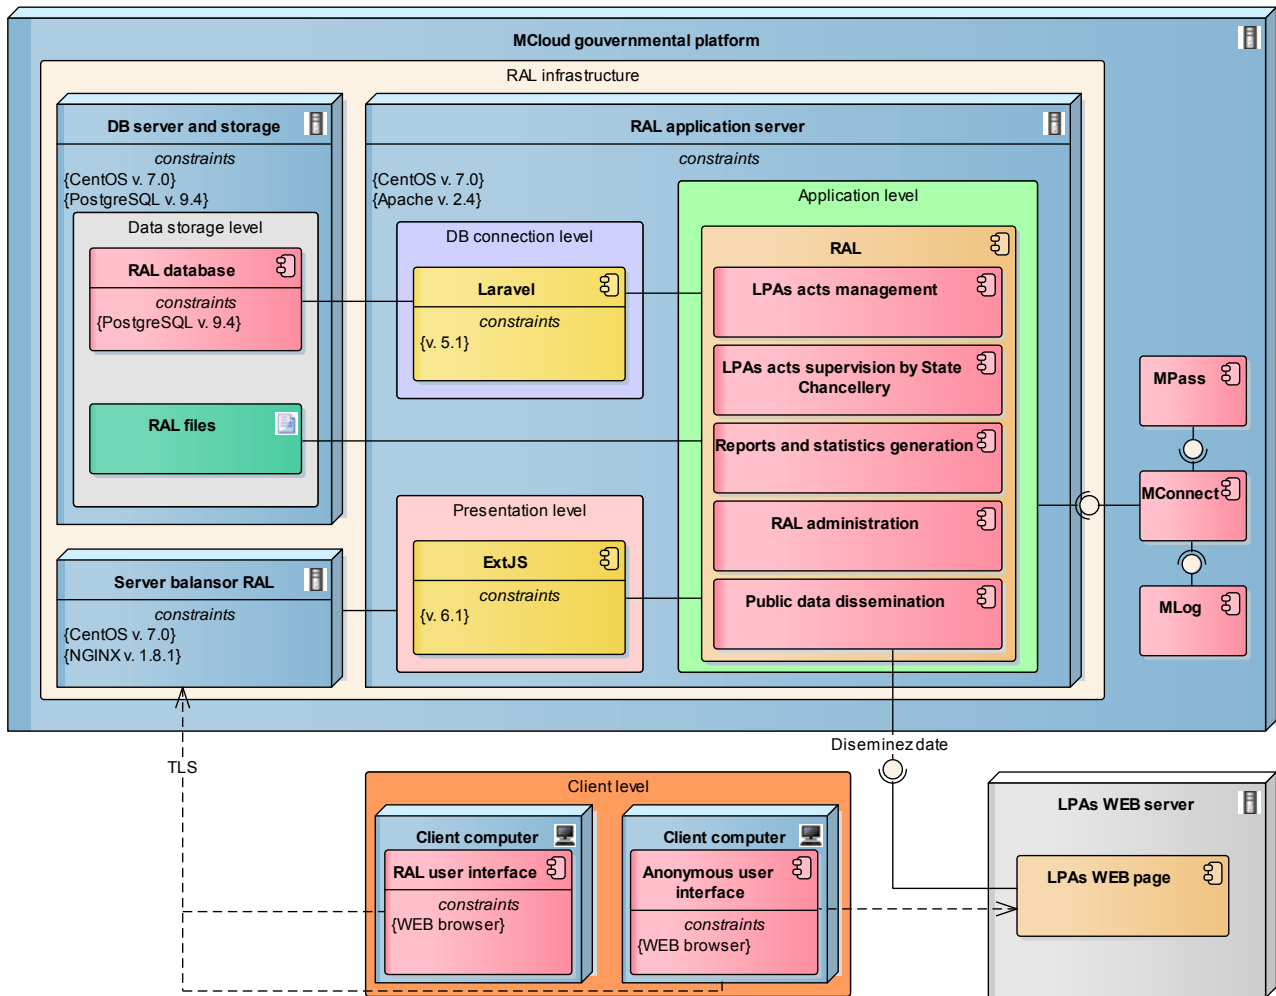 MCloud gouvernmental platform
RAL infrastructure
DB server and storage
constraints
{CentOS v. 7.0}
{PostgreSQL v. 9.4}
Data storage level
RAL database
constraints
{PostgreSQL v. 9.4}
RAL files
Server balansor RAL
constraints
{CentOS v. 7.0}
{NGINX v. 1.8.1}
RAL application server
constraints
{CentOS v. 7.0}
{Apache v. 2.4}
DB connection level
Laravel
constraints
{v. 5.1}
Presentation level
ExtJS
constraints
{v. 6.1}
Application level
RAL
LPAs acts management
LPAs acts supervision by State
Chancellery
Reports and statistics generation
RAL administration
Public data dissemination
MPass
MConnect
MLog
TLS
Diseminez date
Client level
Client computer
RAL user interface
constraints
{WEB browser}
Client computer
Anonymous user
interface
constraints
{WEB browser}
LPAs WEB server
LPAs WEB page